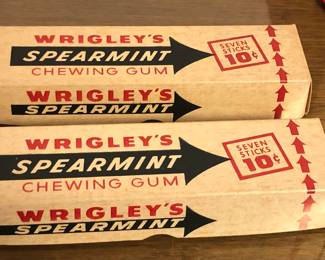 WRIGLEY'S
SPEARMINT
CHEWING GUM
SEVEN
STICKS
10¢
WRIGLEY'S
SPEARMINT
WRIGLEY'S
SPEARMINT
CHEWING GUM
SEVEN
STICKS
10¢
WRIGLEY'S
SPEARMINT